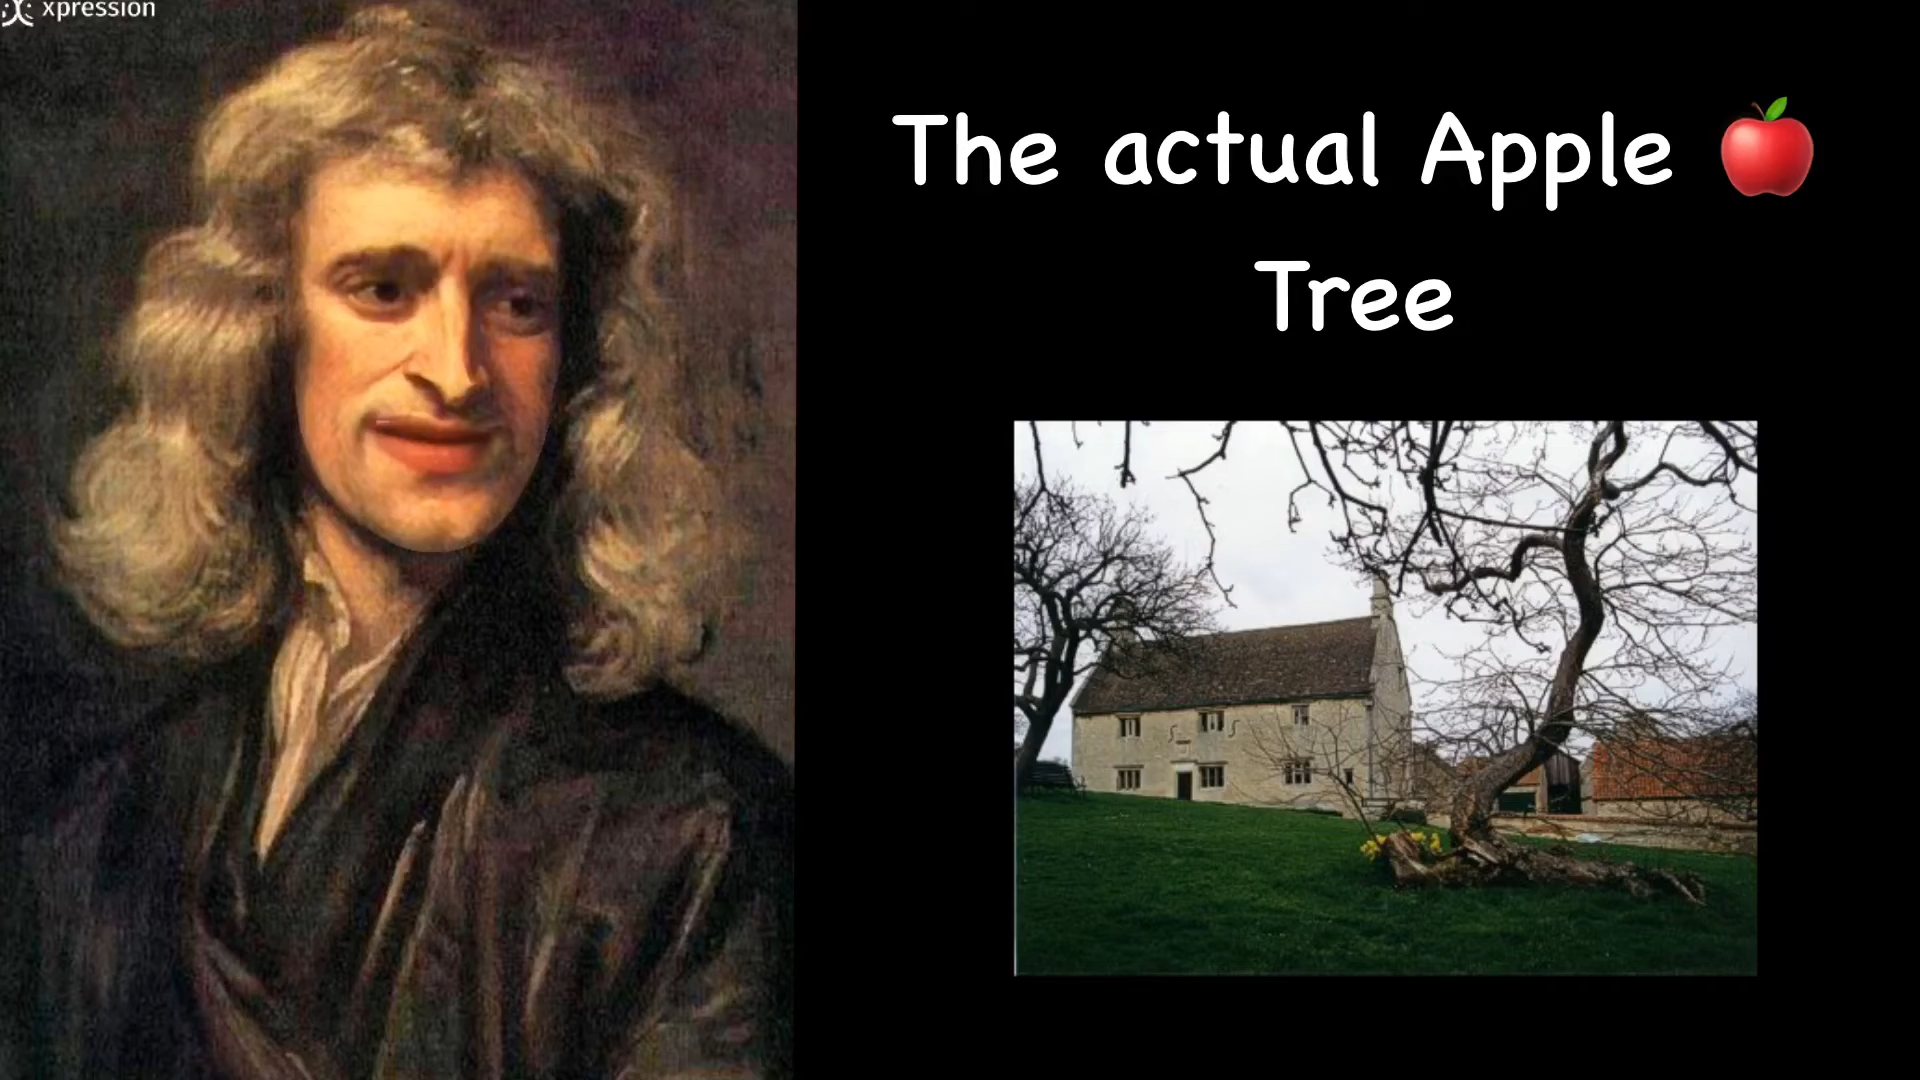 xpression
The actual Apple 🍎
Tree